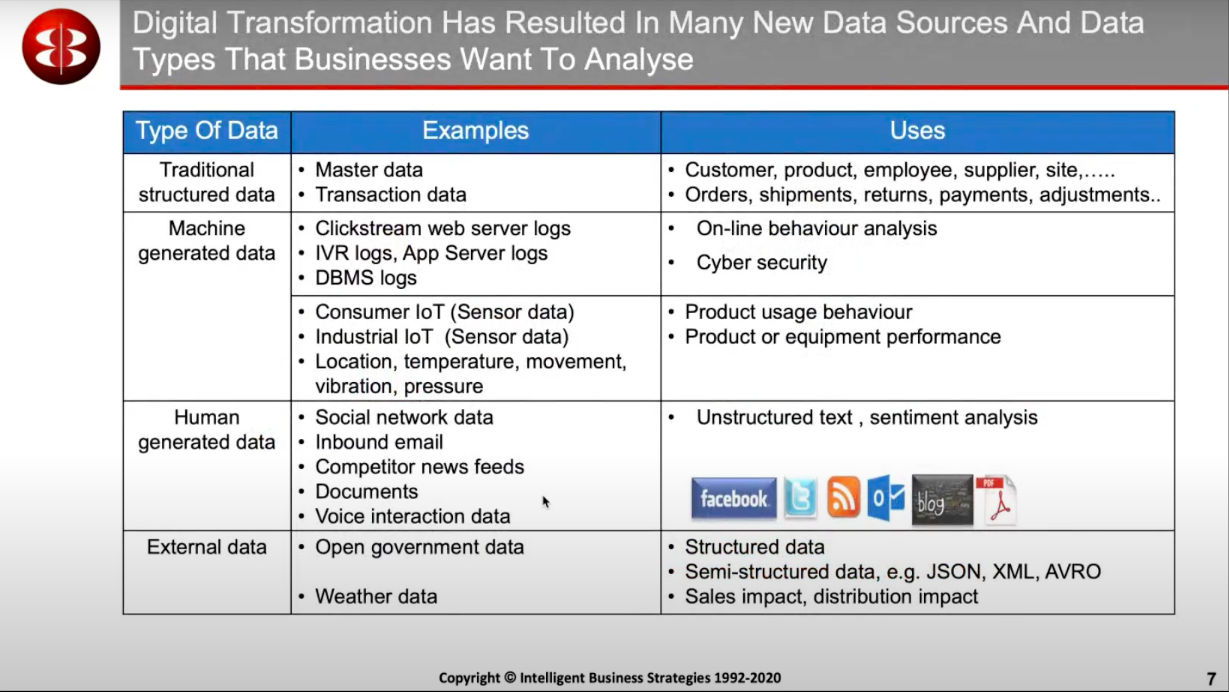 Digital Transformation Has Resulted In Many New Data Sources And Data
Types That Businesses Want To Analyse
Type Of Data
Examples
Uses
Traditional
structured data
• Master data
• Transaction data
• Customer, product, employee, supplier, site,…..
• Orders, shipments, returns, payments, adjustments..
Machine
generated data
• Clickstream web server logs
• IVR logs, App Server logs
• DBMS logs
• On-line behaviour analysis
• Cyber security
• Consumer IoT (Sensor data)
• Industrial IoT (Sensor data)
• Location, temperature, movement,
vibration, pressure
• Product usage behaviour
• Product or equipment performance
Human
generated data
• Social network data
• Inbound email
• Competitor news feeds
• Documents
• Voice interaction data
• Unstructured text , sentiment analysis
facebook
blog
PDF
External data
• Open government data
• Weather data
• Structured data
• Semi-structured data, e.g. JSON, XML, AVRO
• Sales impact, distribution impact
Copyright © Intelligent Business Strategies 1992-2020
7